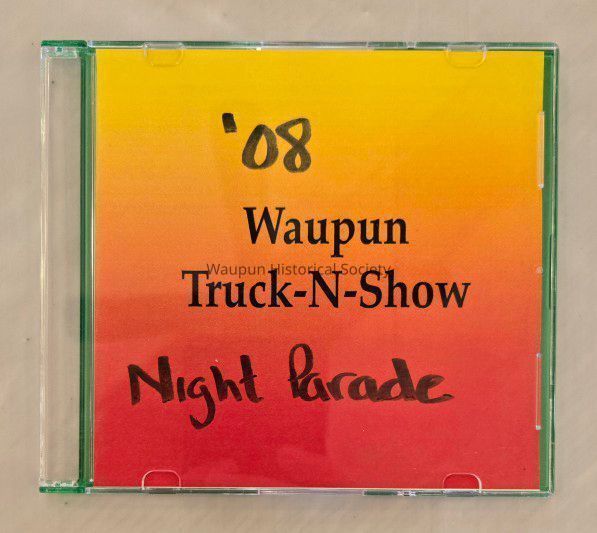 '08
Waupun
Waupun Historical Society
Truck-N-Show
Night Parade